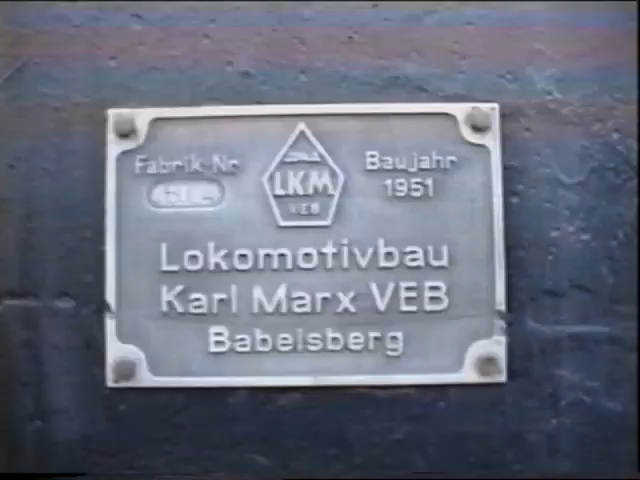 Fabrik-Nr.
LKM
VEB
Baujahr
1951
Lokomotivbau
Karl Marx VEB
Babelsberg